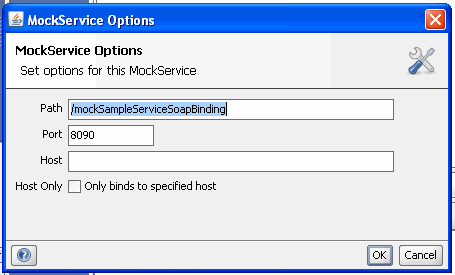 MockService Options
MockService Options
Set options for this MockService
Path /mockSampleServiceSoapBinding
Port 8090
Host
Host Only Only binds to specified host
? OK Cancel